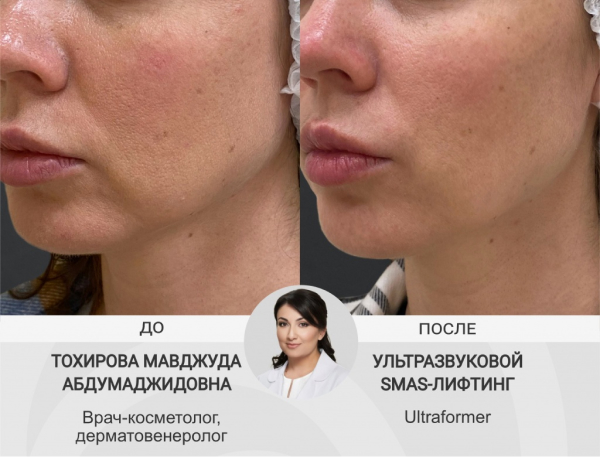 ДО
ПОСЛЕ
ТОХИРОВА МАВДЖУДА
АБДУМАДЖИДОВНА
Врач-косметолог,
дерматовенеролог
УЛЬТРАЗВУКОВОЙ
SMAS-ЛИФТИНГ
Ultraformer